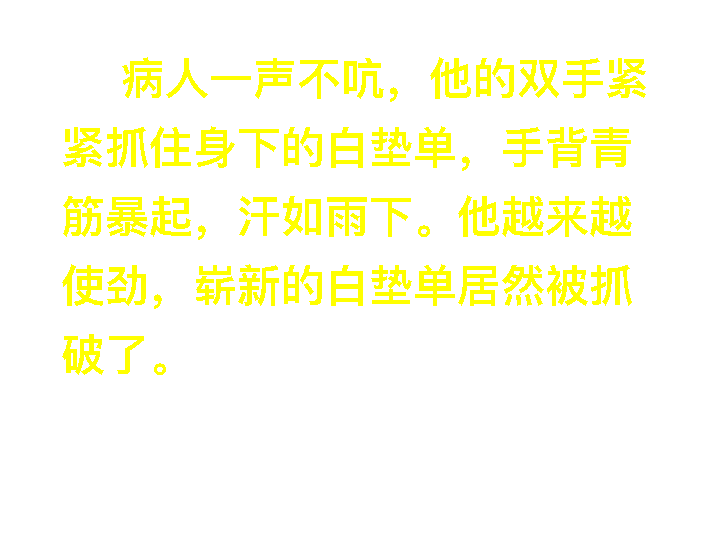 病人一声不吭，他的双手紧
紧抓住身下的白垫单，手背青
筋暴起，汗如雨下。他越来越
使劲，崭新的白垫单居然被抓
破了。